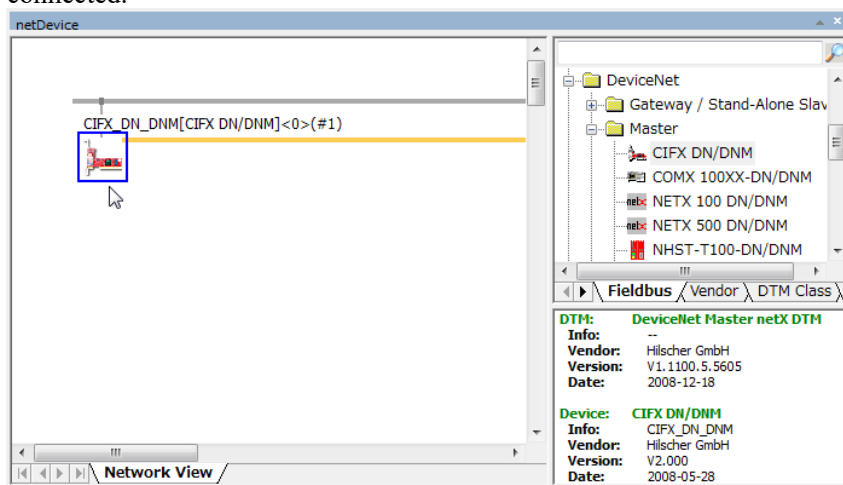 connected.
netDevice
CIFX_DN_DNM[CIFX DN/DNM]<0>(#1)
DeviceNet
Gateway / Stand-Alone Slav
Master
CIFX DN/DNM
COMX 100XX-DN/DNM
netx NETX 100 DN/DNM
netx NETX 500 DN/DNM
NHST-T100-DN/DNM
Fieldbus Vendor DTM Class
DTM: DeviceNet Master netX DTM
Info: --
Vendor: Hilscher GmbH
Version: V1.1100.5.5605
Date: 2008-12-18
Device: CIFX DN/DNM
Info: CIFX_DN_DNM
Vendor: Hilscher GmbH
Version: V2.000
Date: 2008-05-28
Network View